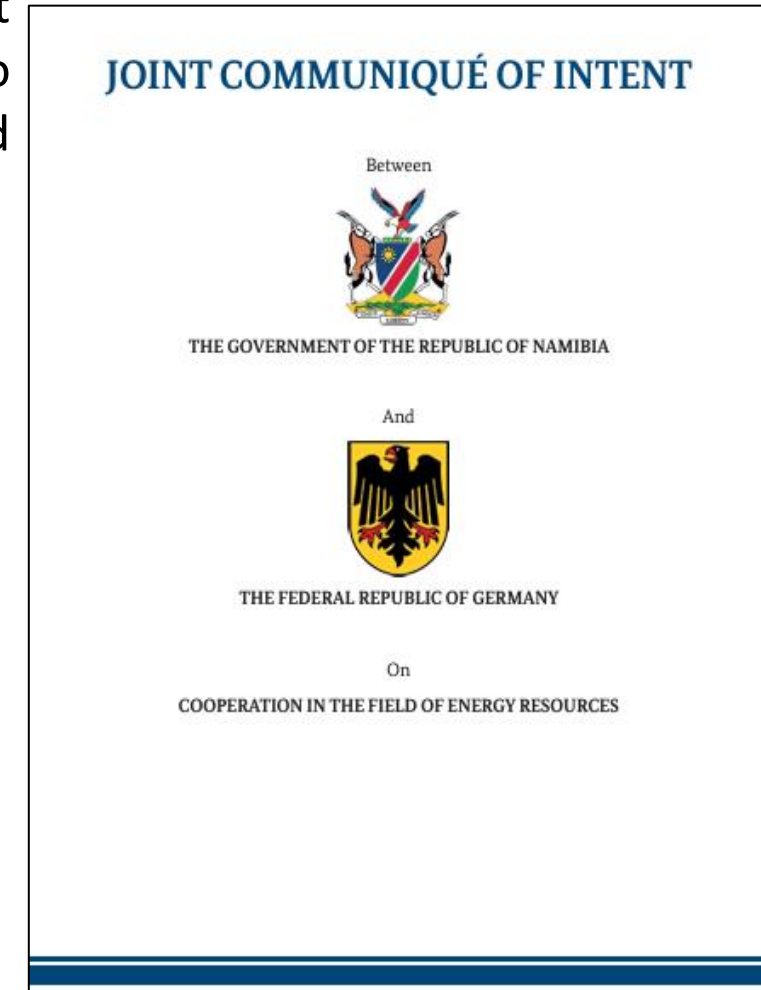 JOINT COMMUNIQUÉ OF INTENT
Between
THE GOVERNMENT OF THE REPUBLIC OF NAMIBIA
And
THE FEDERAL REPUBLIC OF GERMANY
On
COOPERATION IN THE FIELD OF ENERGY RESOURCES